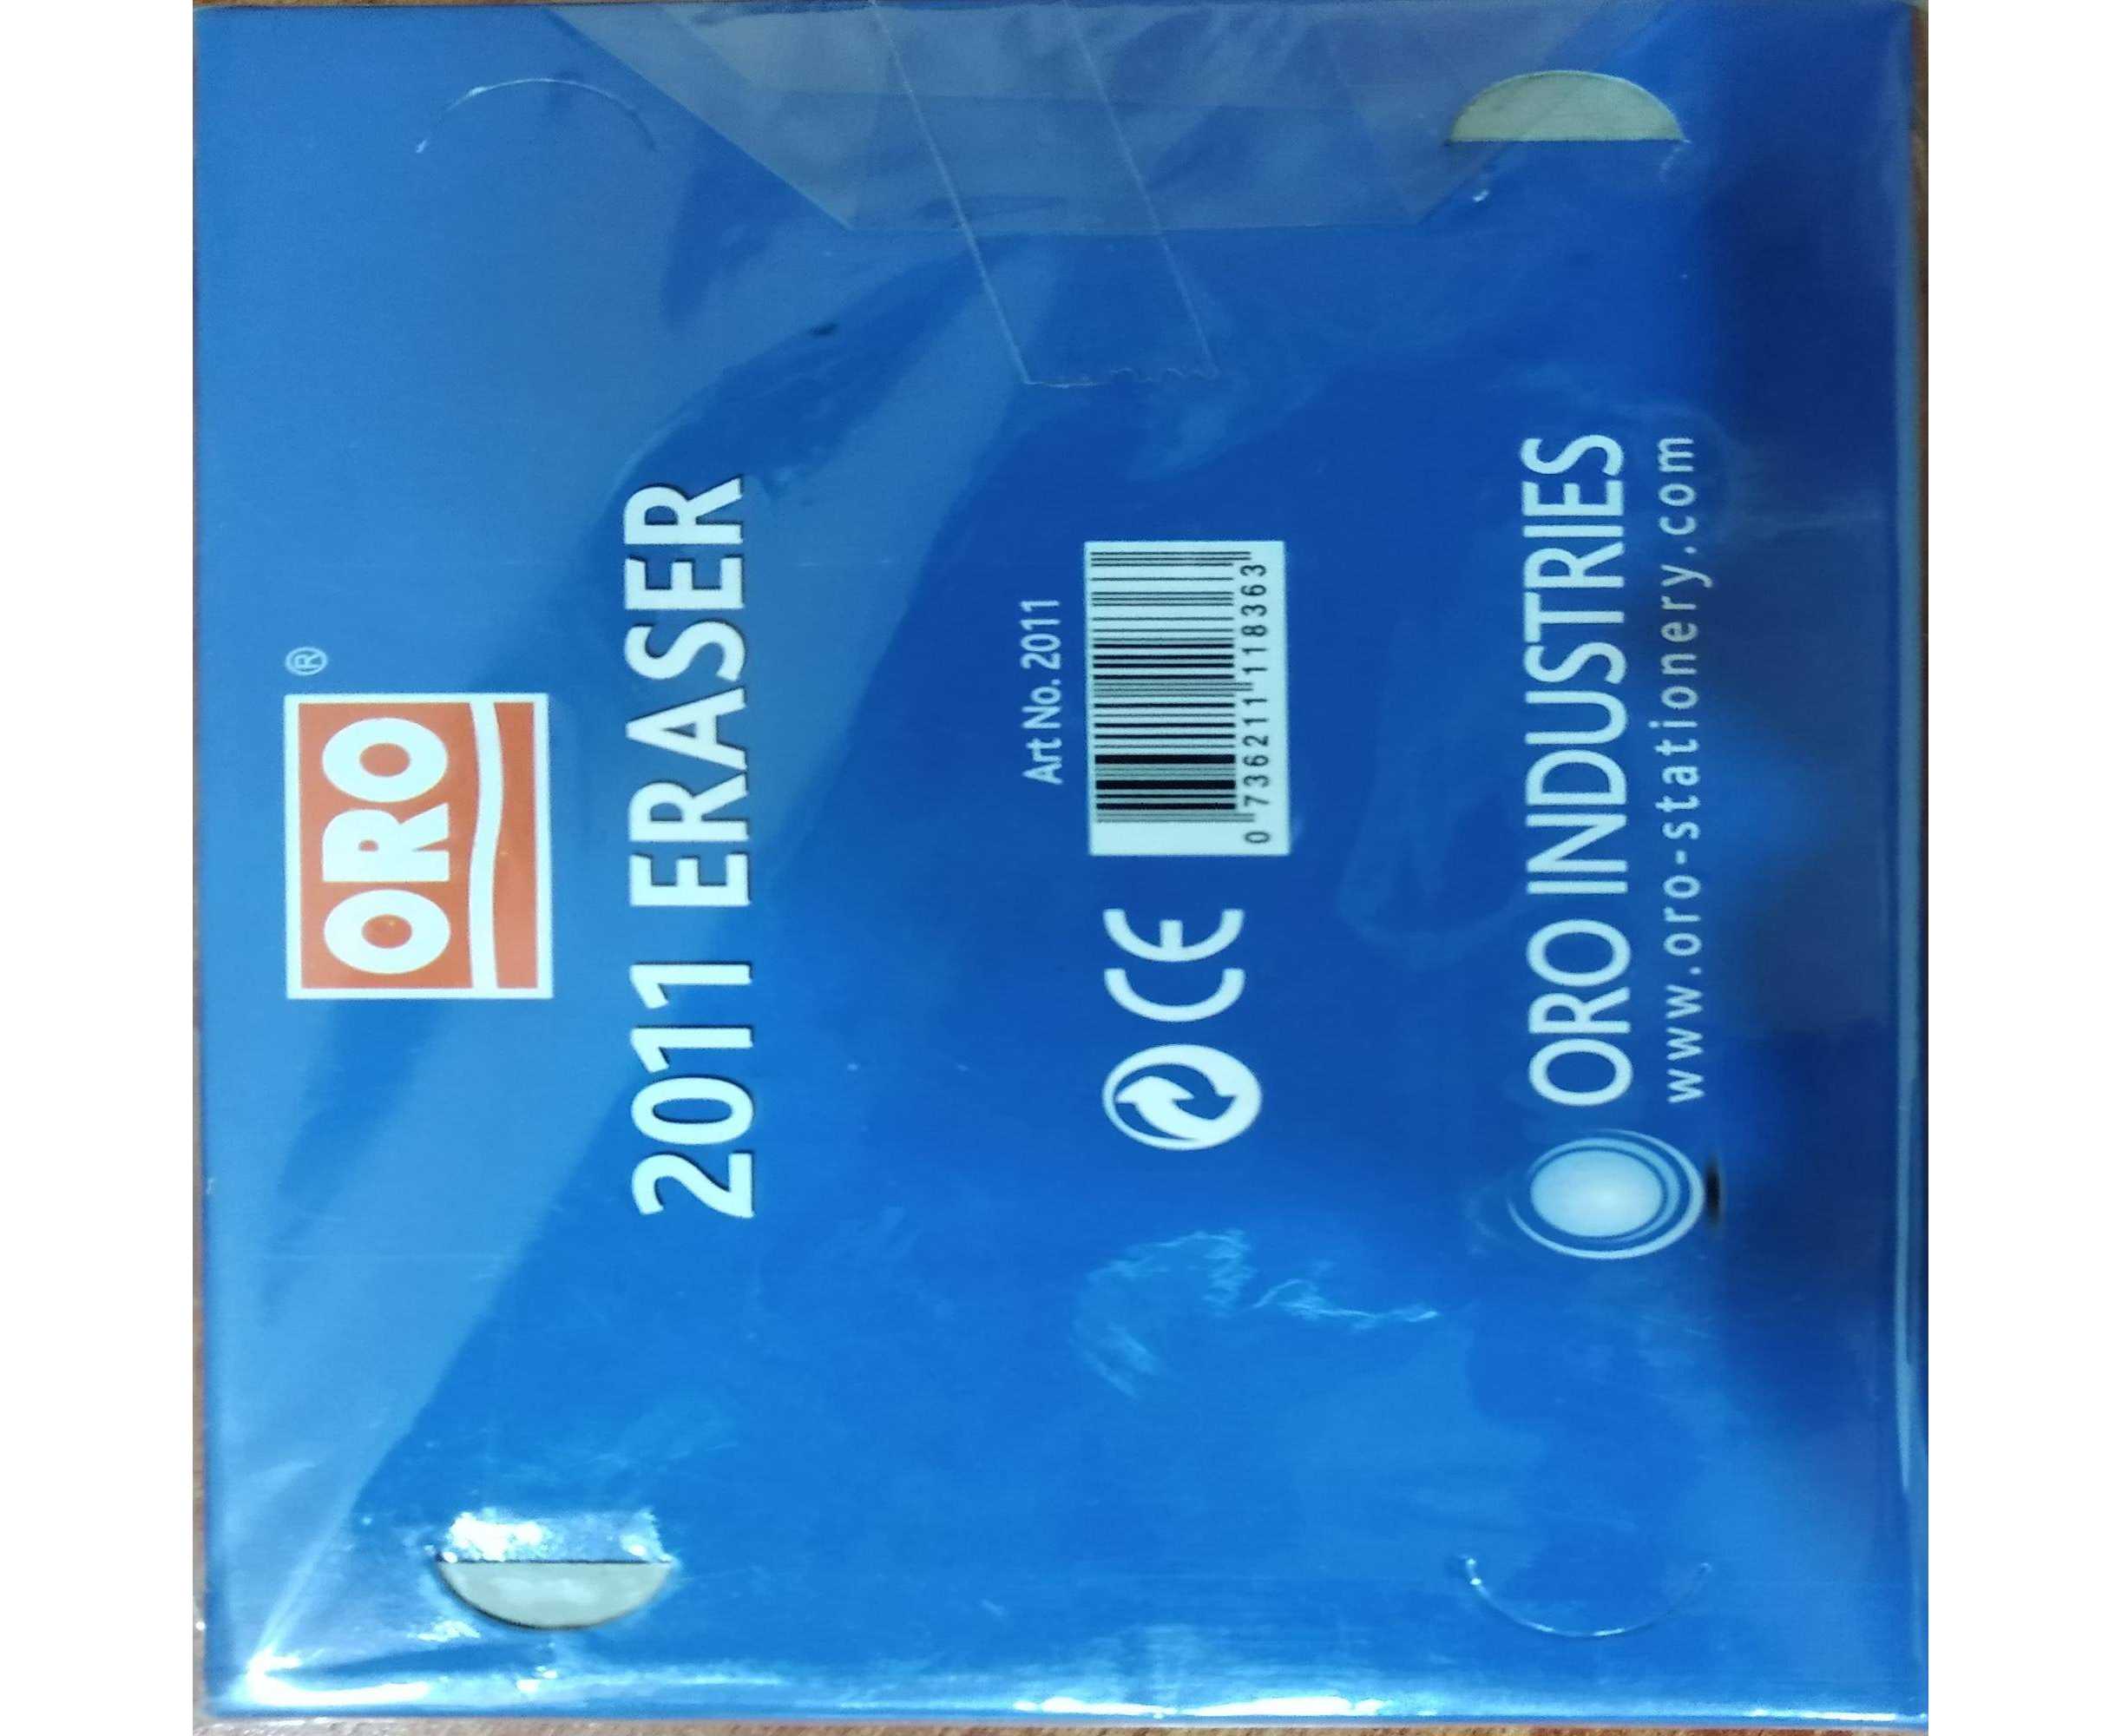 ORO®
2011 ERASER
Art No. 2011
0 736211 118363
CE
ORO INDUSTRIES
www.oro-stationery.com